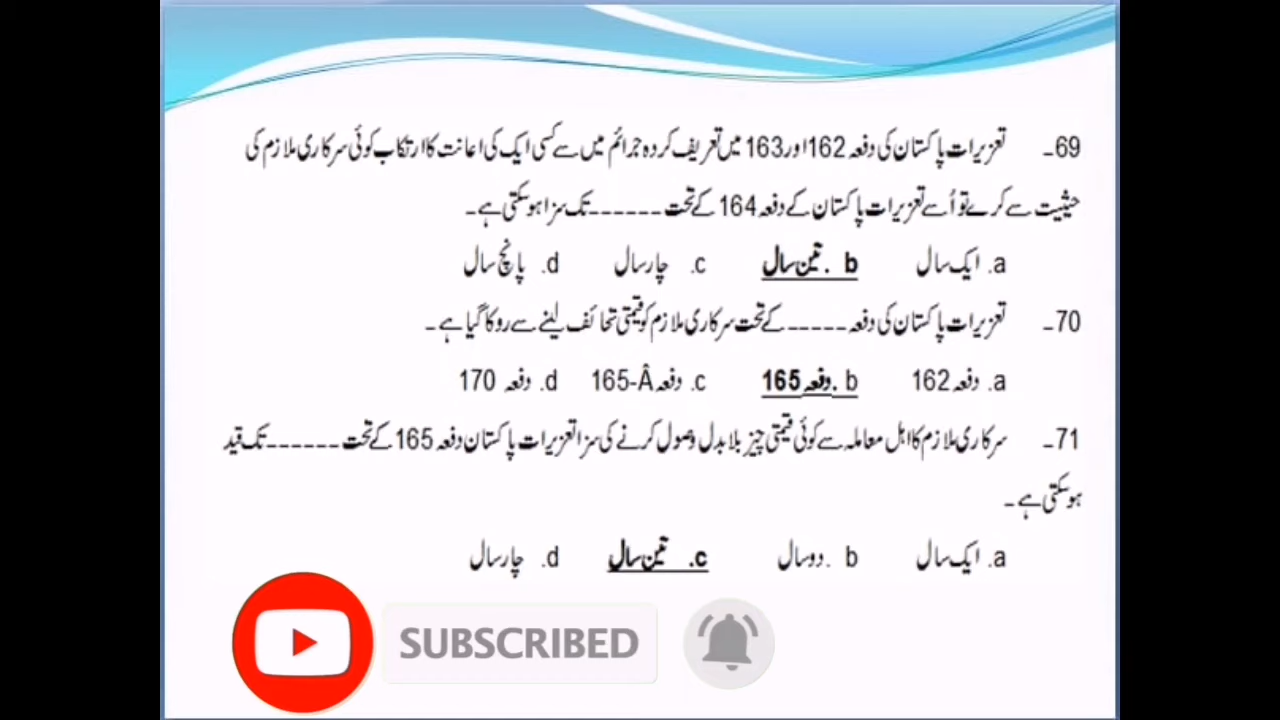 69۔ تعزیرات پاکستان کی دفعہ 162اور 163 میں تعریف کردہ جرائم میں سے کسی ایک کی اعانت کا ارتکاب کوئی سرکاری ملازم کی
حیثیت سے کرے تو اُسے تعزیرات پاکستان کے دفعہ 164 کے تحت ------ تک سزا ہو سکتی ہے۔
a. ایک سال b. تین سال c. چار سال d. پانچ سال
70۔ تعزیرات پاکستان کی دفعہ ----- کے تحت سرکاری ملازم کو قیمتی تحائف لینے سے روکا گیا ہے۔
a. دفعہ 162 b. دفعہ 165 c. دفعہ 165-Â d. دفعہ 170
71۔ سرکاری ملازم کا اہل معاملہ سے کوئی قیمتی چیز بلا بدل وصول کرنے کی سزا تعزیرات پاکستان دفعہ 165 کے تحت ------ تک قید
ہو سکتی ہے۔
a. ایک سال b. دو سال c. تین سال d. چار سال
SUBSCRIBED